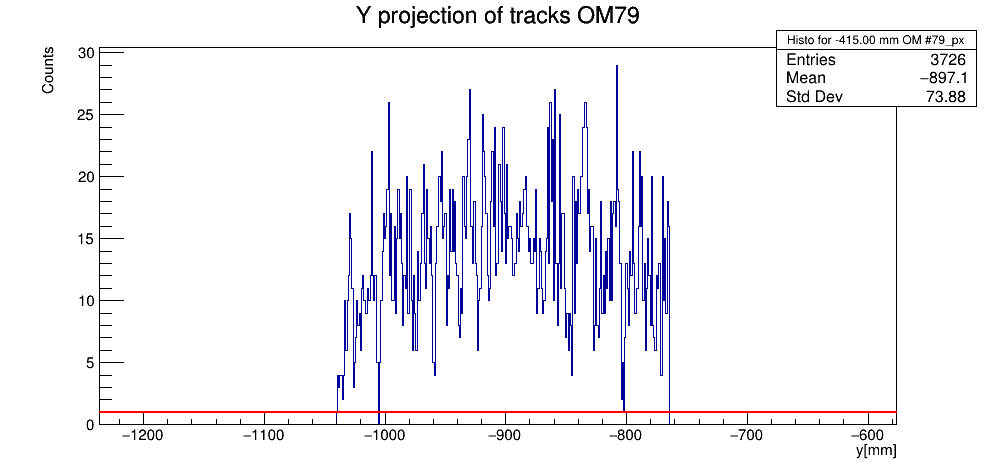 Y projection of tracks OM79
Histo for -415.00 mm OM #79_px
Entries 3726
Mean −897.1
Std Dev 73.88
Counts
30
25
20
15
10
5
0
−1200 −1100 −1000 −900 −800 −700 −600
y[mm]